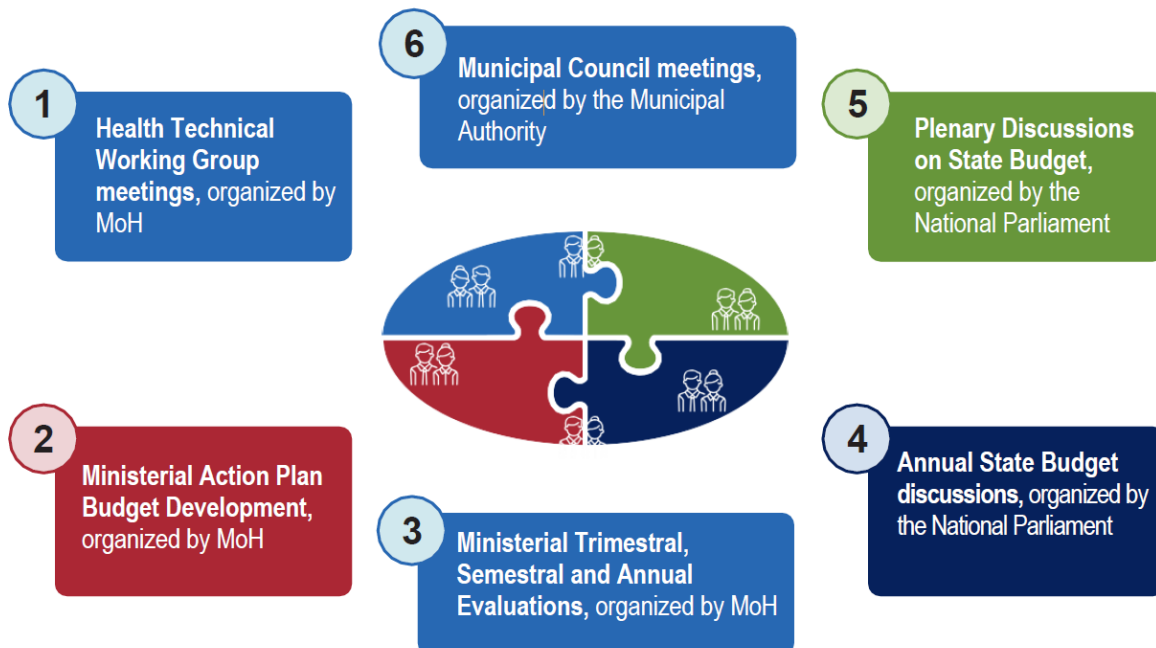 1
Health Technical
Working Group
meetings, organized by
MoH
2
Ministerial Action Plan
Budget Development,
organized by MoH
3
Ministerial Trimestral,
Semestral and Annual
Evaluations, organized by MoH
4
Annual State Budget
discussions, organized by
the National Parliament
5
Plenary Discussions
on State Budget,
organized by the
National Parliament
6
Municipal Council meetings,
organized by the Municipal
Authority